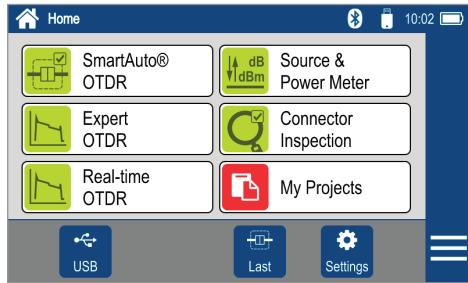 Home
10:02
SmartAuto®
OTDR
dB
dBm
Source &
Power Meter
Expert
OTDR
Connector
Inspection
Real-time
OTDR
My Projects
USB
Last
Settings